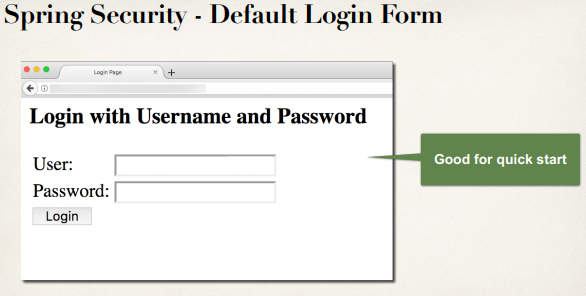 Spring Security - Default Login Form
Login Page
Login with Username and Password
Good for quick start
User:
Password:
Login